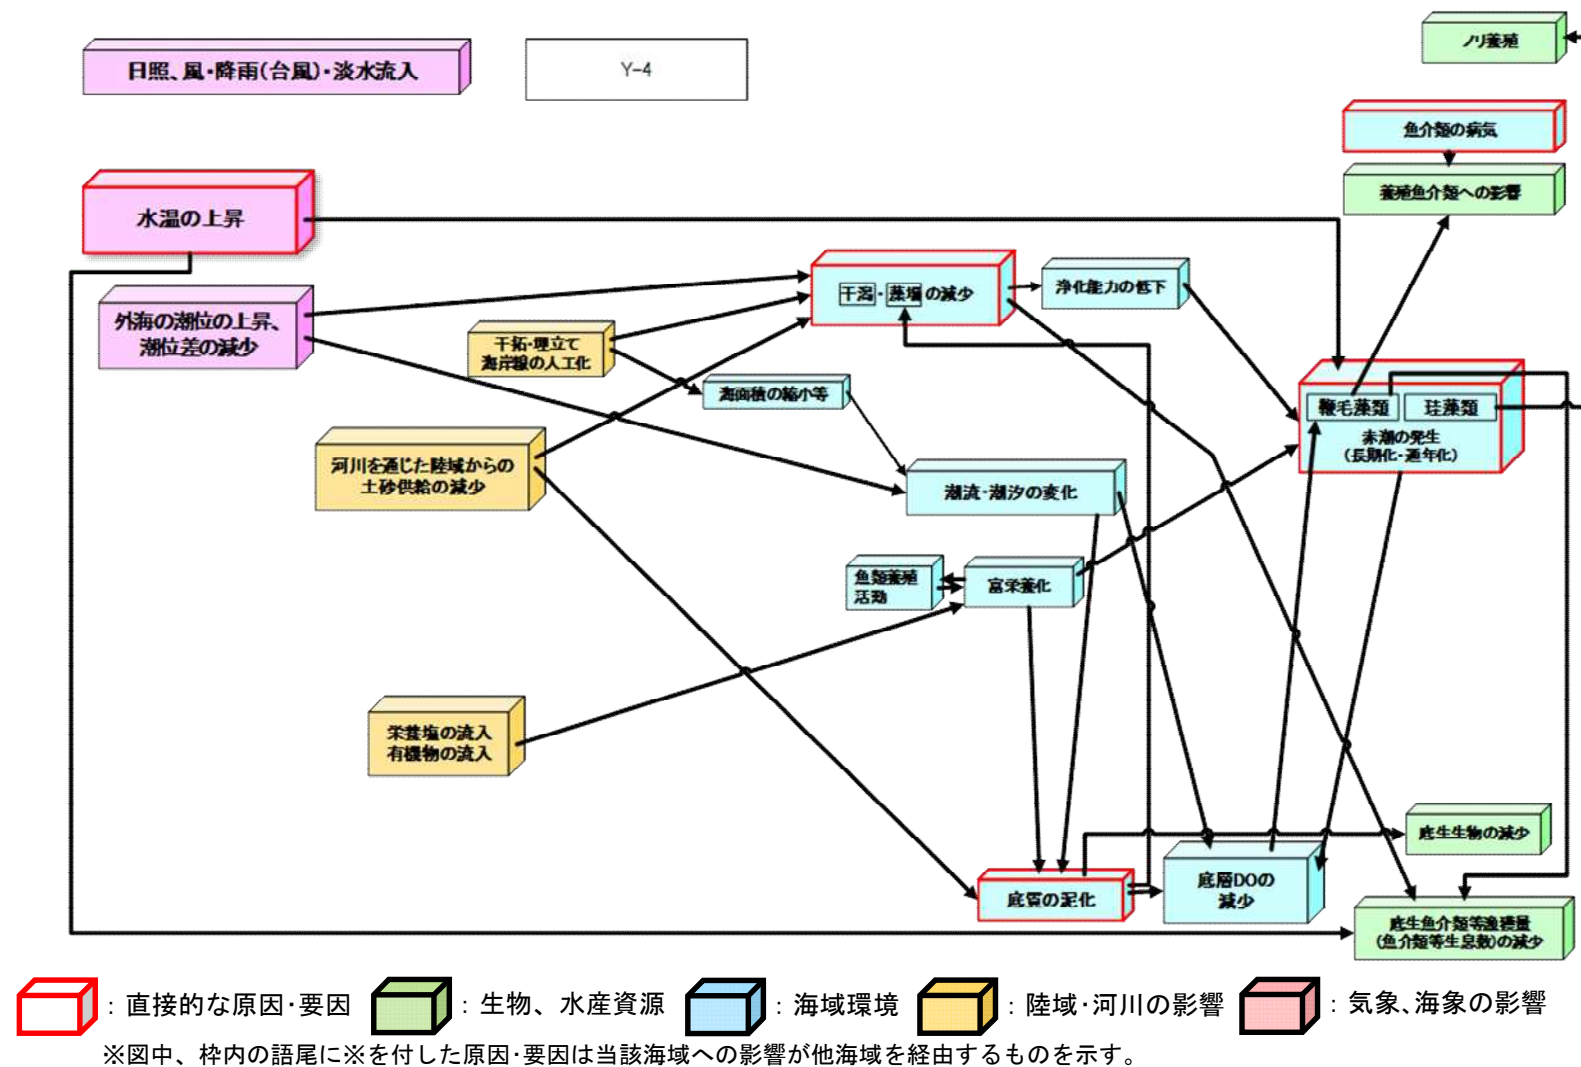 日照、風・降雨(台風)・淡水流入
Y-4
ノリ養殖
魚介類の病気
養殖魚介類への影響
水温の上昇
外海の潮位の上昇、
潮位差の減少
干潟・藻場の減少
浄化能力の低下
干拓・埋立て
海岸線の人工化
海面積の縮小等
鞭毛藻類
珪藻類
赤潮の発生
(長期化・通年化)
河川を通じた陸域からの
土砂供給の減少
潮流・潮汐の変化
魚類養殖
活動
富栄養化
栄養塩の流入
有機物の流入
底生生物の減少
底質の泥化
底層DOの
減少
底生魚介類等漁獲量
(魚介類等生息数)の減少
：直接的な原因・要因
：生物、水産資源
：海域環境
：陸域・河川の影響
：気象、海象の影響
※図中、枠内の語尾に※を付した原因・要因は当該海域への影響が他海域を経由するものを示す。